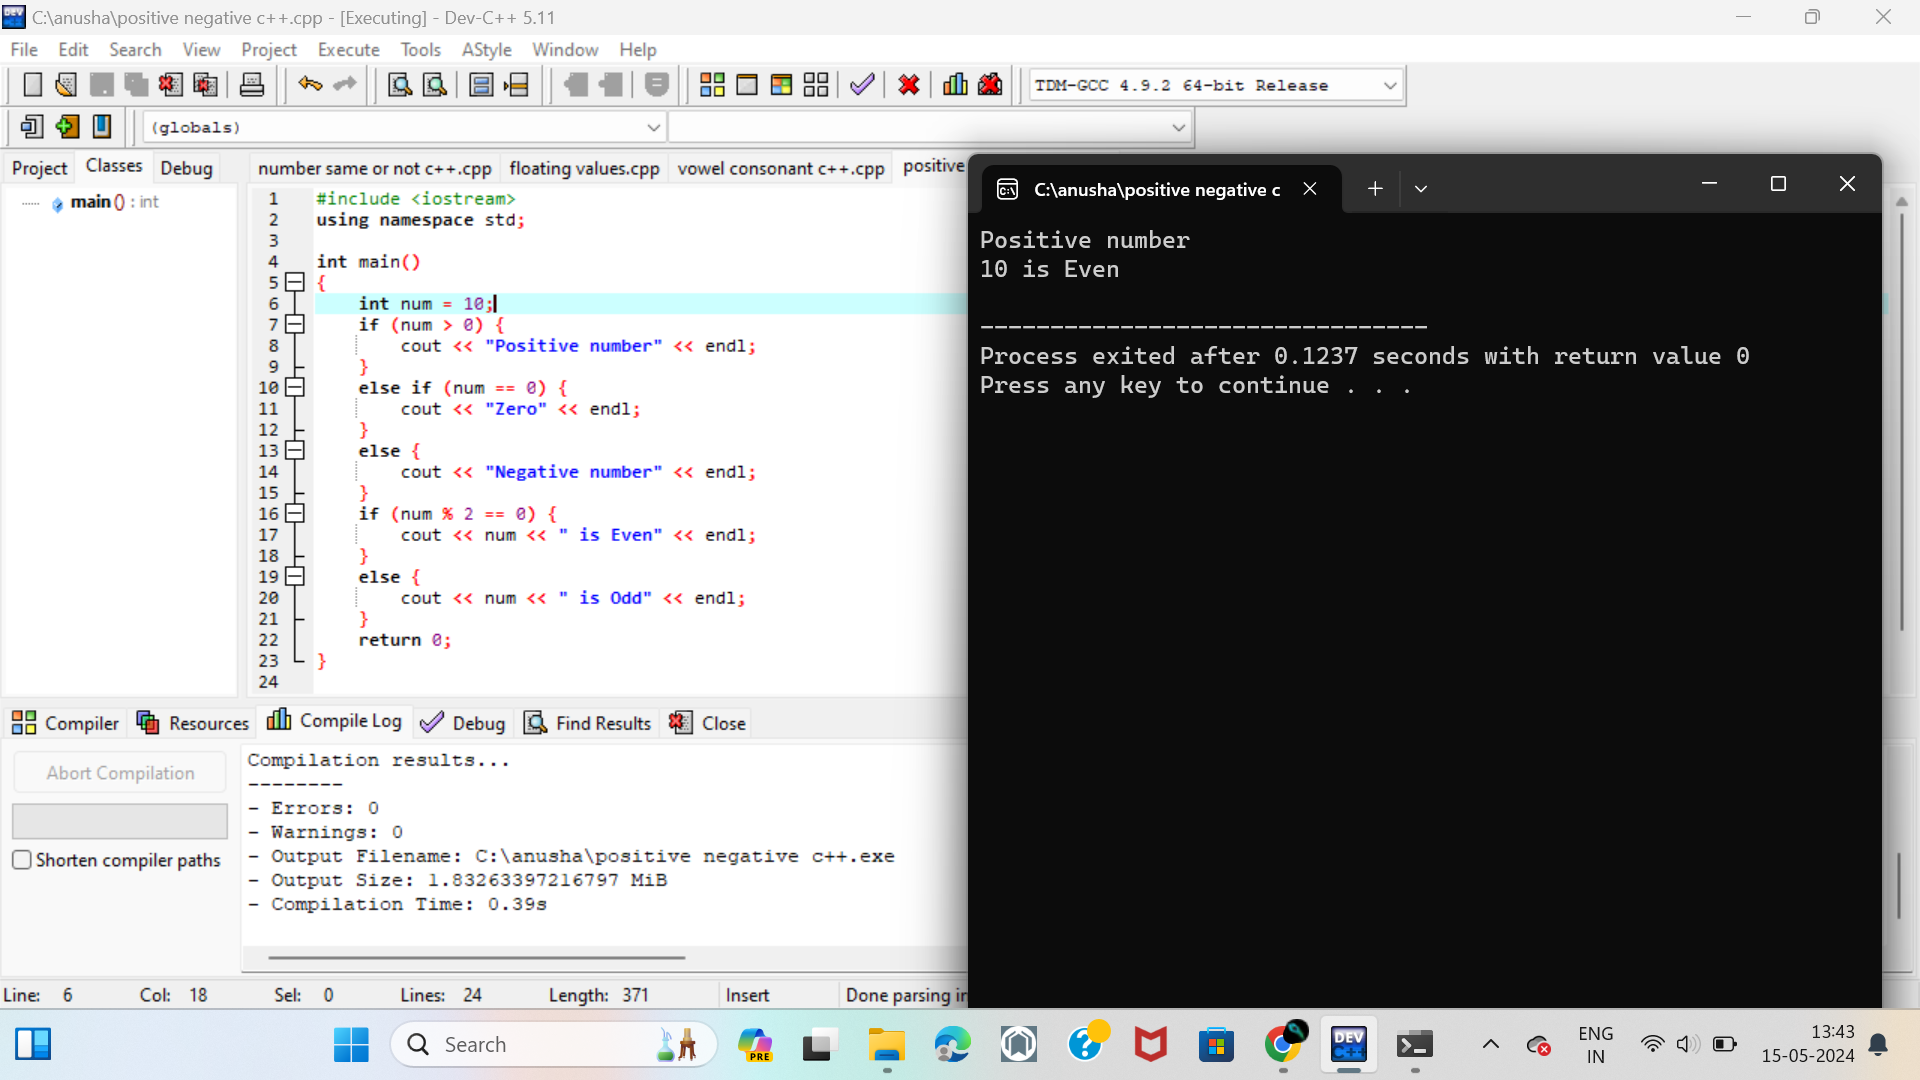 C:\anusha\positive negative c++.cpp - [Executing] - Dev-C++ 5.11
File Edit Search View Project Execute Tools AStyle Window Help
TDM-GCC 4.9.2 64-bit Release
(globals)
Project Classes Debug
number same or not c++.cpp floating values.cpp vowel consonant c++.cpp positive
main () : int
1 #include <iostream>
2 using namespace std;
3
4 int main()
5 {
6 int num = 10;
7 if (num > 0) {
8 cout << "Positive number" << endl;
9 }
10 else if (num == 0) {
11 cout << "Zero" << endl;
12 }
13 else {
14 cout << "Negative number" << endl;
15 }
16 if (num % 2 == 0) {
17 cout << num << " is Even" << endl;
18 }
19 else {
20 cout << num << " is Odd" << endl;
21 }
22 return 0;
23 }
24
C:\anusha\positive negative c
Positive number
10 is Even
--------------------------------
Process exited after 0.1237 seconds with return value 0
Press any key to continue . . .
Compiler Resources Compile Log Debug Find Results Close
Abort Compilation
Shorten compiler paths
Compilation results...
--------
- Errors: 0
- Warnings: 0
- Output Filename: C:\anusha\positive negative c++.exe
- Output Size: 1.83263397216797 MiB
- Compilation Time: 0.39s
Line: 6 Col: 18 Sel: 0 Lines: 24 Length: 371 Insert Done parsing in
Search
PRE
DEV
C++
ENG
IN
13:43
15-05-2024